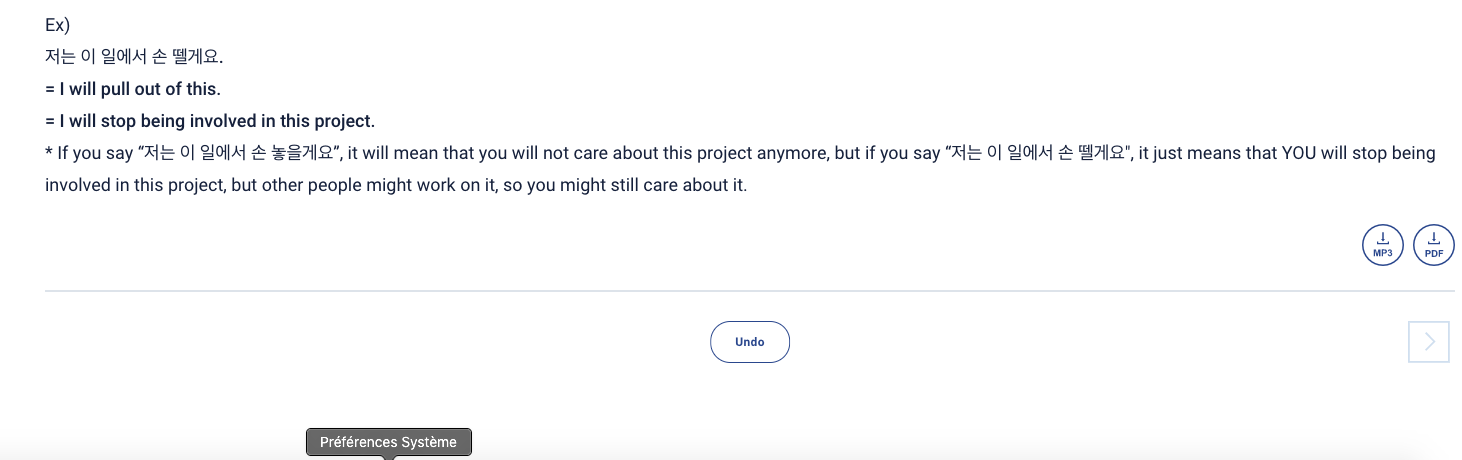 Ex)
저는 이 일에서 손 뗄게요.
= I will pull out of this.
= I will stop being involved in this project.
* If you say “저는 이 일에서 손 놓을게요”, it will mean that you will not care about this project anymore, but if you say “저는 이 일에서 손 뗄게요", it just means that YOU will stop being
involved in this project, but other people might work on it, so you might still care about it.
MP3
PDF
Undo
Préférences Système